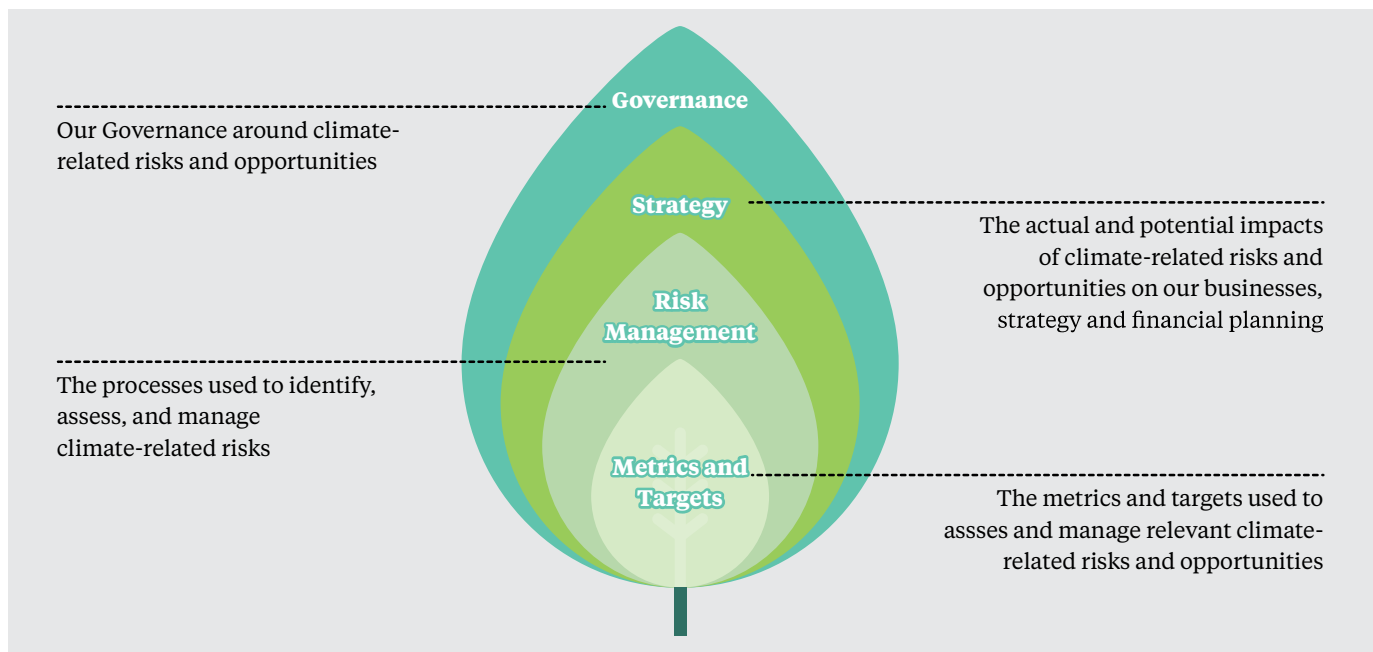 Governance
Our Governance around climate-
related risks and opportunities
Strategy
The actual and potential impacts
of climate-related risks and
opportunities on our businesses,
strategy and financial planning
Risk
Management
The processes used to identify,
assess, and manage
climate-related risks
Metrics and
Targets
The metrics and targets used to
assses and manage relevant climate-
related risks and opportunities